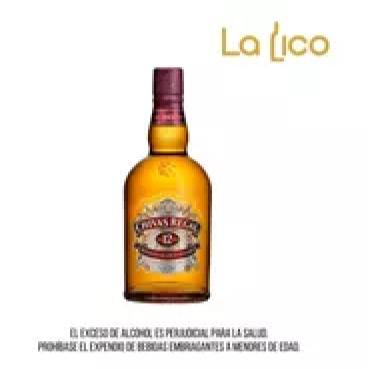 La Lico
CHIVAS REGAL
12
EL EXCESO DE ALCOHOL ES PERJUDICIAL PARA LA SALUD.
PROHÍBASE EL EXPENDIO DE BEBIDAS EMBRIAGANTES A MENORES DE EDAD.